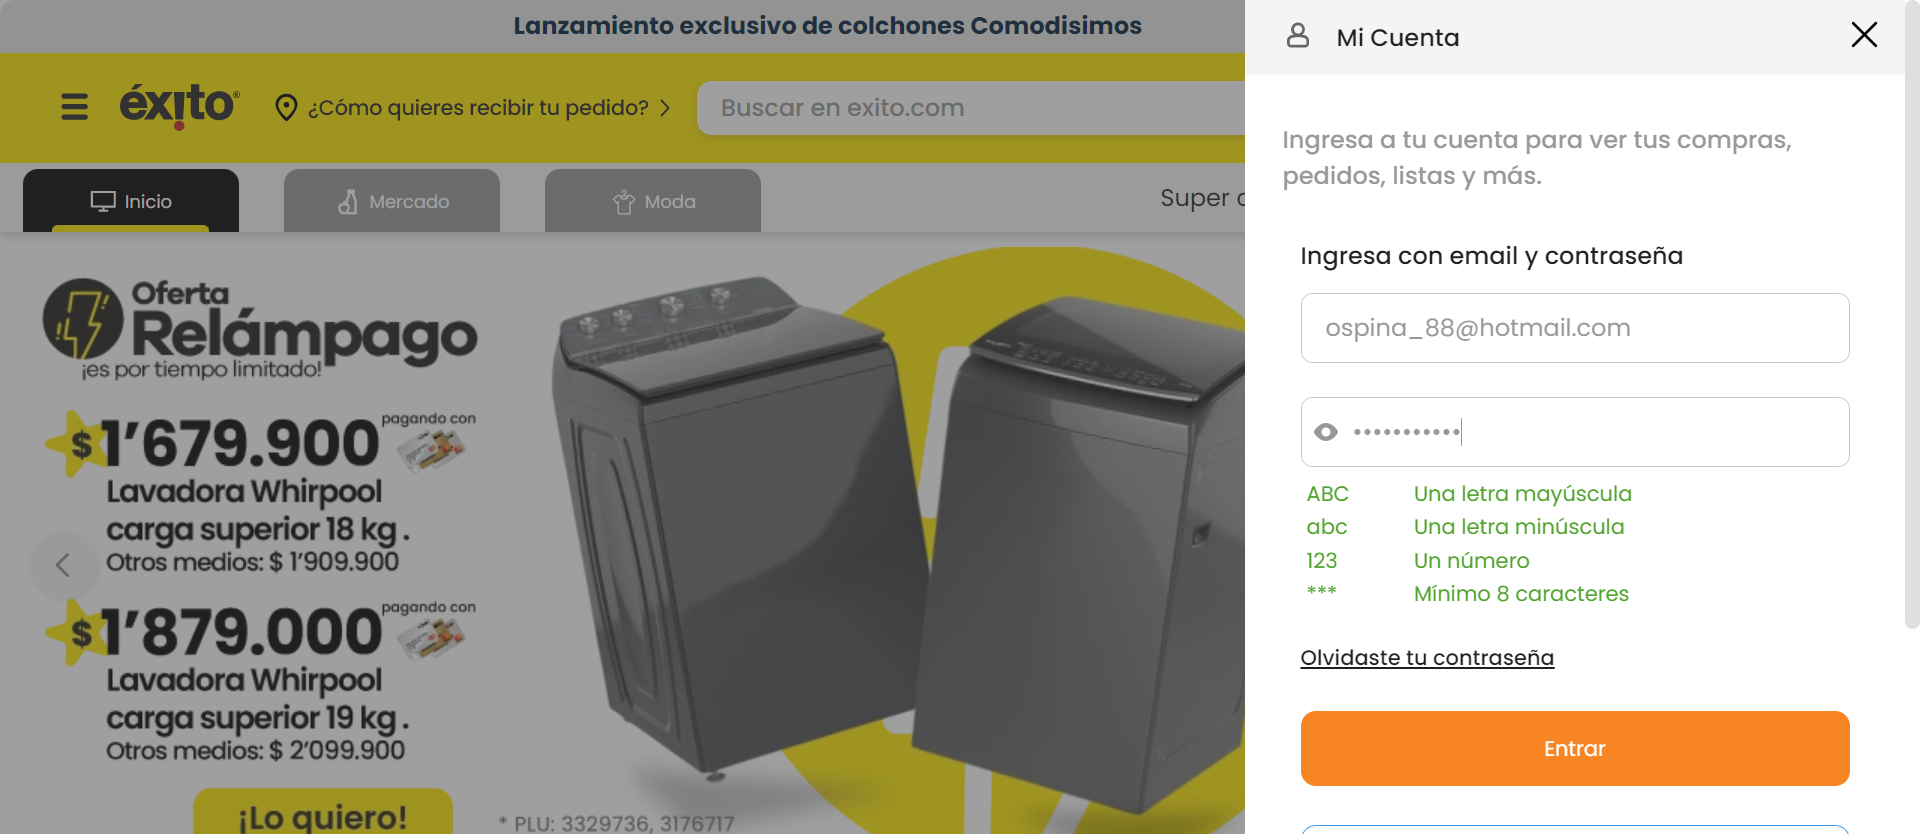 Lanzamiento exclusivo de colchones Comodisimos
éxito®
¿Cómo quieres recibir tu pedido?
Buscar en exito.com
Inicio
Mercado
Moda
Super
Oferta
Relámpago
¡es por tiempo limitado!
$ 1'679.900 pagando con
Lavadora Whirpool
carga superior 18 kg.
Otros medios: $ 1'909.900
$ 1'879.000 pagando con
Lavadora Whirpool
carga superior 19 kg.
Otros medios: $ 2'099.900
¡Lo quiero!
* PLU: 3329736, 3176717
Mi Cuenta
Ingresa a tu cuenta para ver tus compras,
pedidos, listas y más.
Ingresa con email y contraseña
ospina_88@hotmail.com
•••••••••••
ABC Una letra mayúscula
abc Una letra minúscula
123 Un número
*** Mínimo 8 caracteres
Olvidaste tu contraseña
Entrar